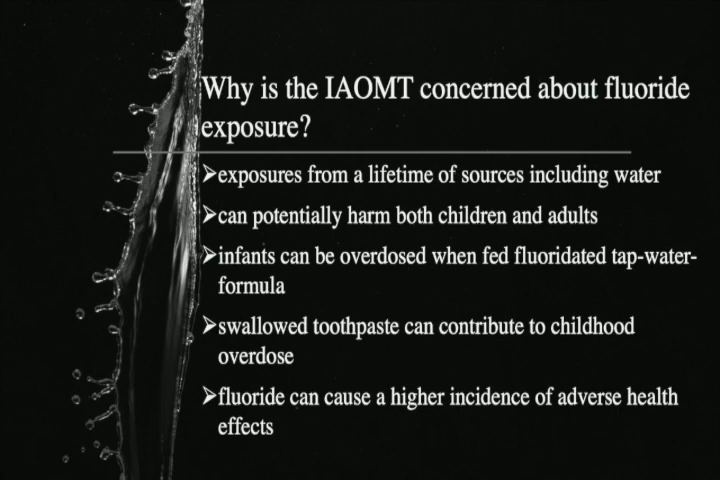 Why is the IAOMT concerned about fluoride
exposure?
➢exposures from a lifetime of sources including water
➢can potentially harm both children and adults
➢infants can be overdosed when fed fluoridated tap-water-
formula
➢swallowed toothpaste can contribute to childhood
overdose
➢fluoride can cause a higher incidence of adverse health
effects